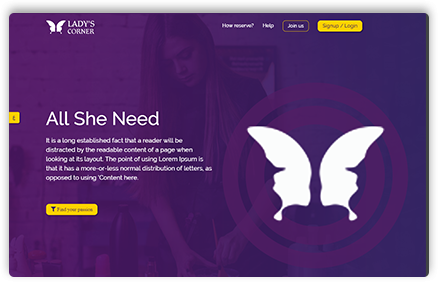 LADY'S
CORNER
How reserve?
Help
Join us
Signup / Login
All She Need
It is a long established fact that a reader will be
distracted by the readable content of a page when
looking at its layout. The point of using Lorem Ipsum is
that it has a more-or-less normal distribution of letters, as
opposed to using 'Content here.
Find your passion